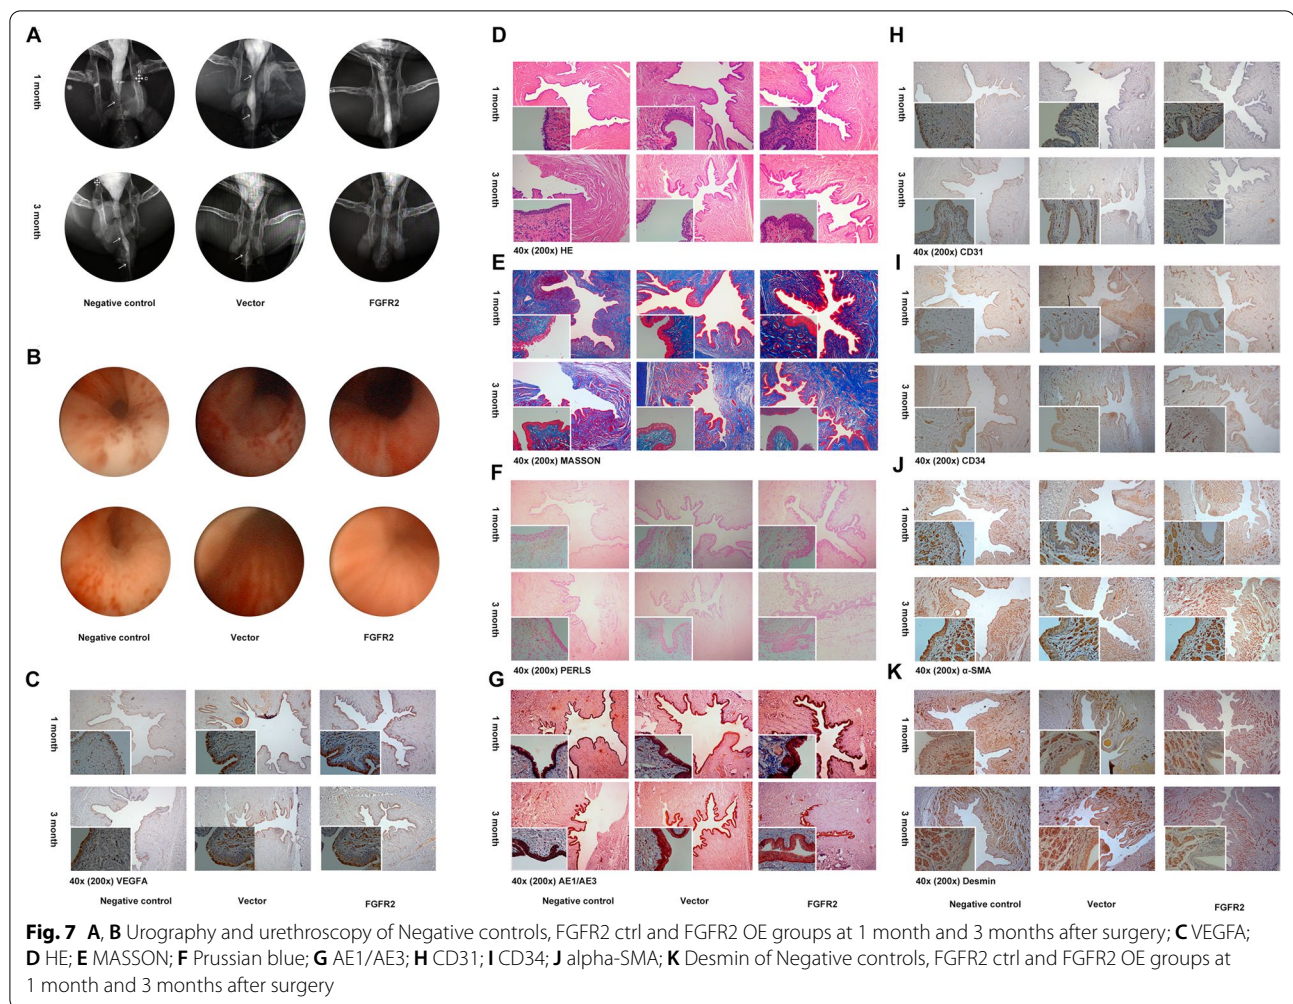 A
1 month
3 month
Negative control
Vector
FGFR2
B
Negative control
Vector
FGFR2
C
1 month
3 month
40x (200x) VEGFA
Negative control
Vector
FGFR2
D
1 month
3 month
40x (200x) HE
E
1 month
3 month
40x (200x) MASSON
F
1 month
3 month
40x (200x) PERLS
G
1 month
3 month
40x (200x) AE1/AE3
Negative control
Vector
FGFR2
H
1 month
3 month
40x (200x) CD31
I
1 month
3 month
40x (200x) CD34
J
1 month
3 month
40x (200x) α-SMA
K
1 month
3 month
40x (200x) Desmin
Negative control
Vector
FGFR2
Fig. 7 A, B Urography and urethroscopy of Negative controls, FGFR2 ctrl and FGFR2 OE groups at 1 month and 3 months after surgery; C VEGFA;
D HE; E MASSON; F Prussian blue; G AE1/AE3; H CD31; I CD34; J alpha-SMA; K Desmin of Negative controls, FGFR2 ctrl and FGFR2 OE groups at
1 month and 3 months after surgery